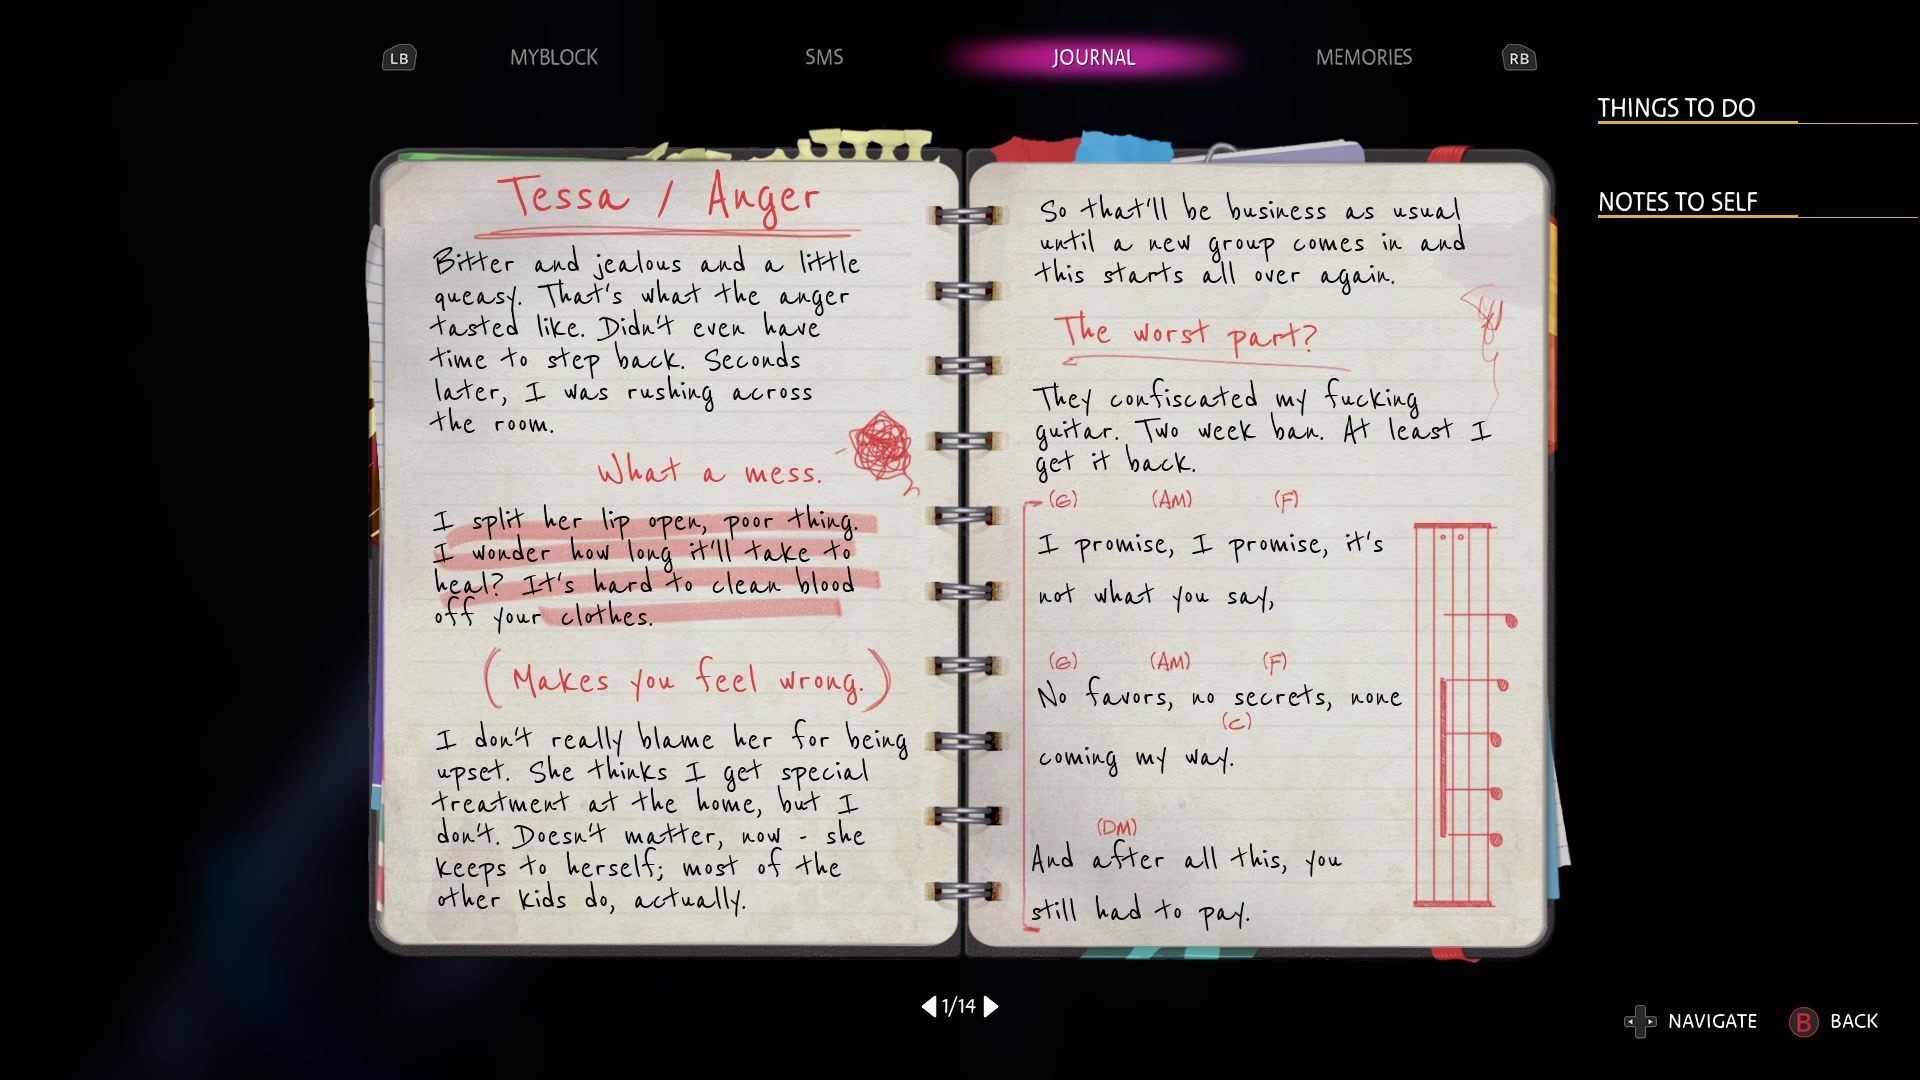 LB
MYBLOCK
SMS
JOURNAL
MEMORIES
RB
THINGS TO DO
NOTES TO SELF
Tessa / Anger
Bitter and jealous and a little
queasy. That's what the anger
tasted like. Didn't even have
time to step back. Seconds
later, I was rushing across
the room.
What a mess.
I split her lip open, poor thing.
I wonder how long it'll take to
heal? It's hard to clean blood
off your clothes.
(Makes you feel wrong.)
I don't really blame her for being
upset. She thinks I get special
treatment at the home, but I
don't. Doesn't matter, now - she
keeps to herself; most of the
other kids do, actually.
So that'll be business as usual
until a new group comes in and
this starts all over again.
The worst part?
They confiscated my fucking
guitar. Two week ban. At least I
get it back.
(G) (AM) (F)
I promise, I promise, it's
not what you say,
(G) (AM) (F)
No favors, no secrets, none
(C)
coming my way.
(DM)
And after all this, you
still had to pay.
1/14
NAVIGATE
B BACK